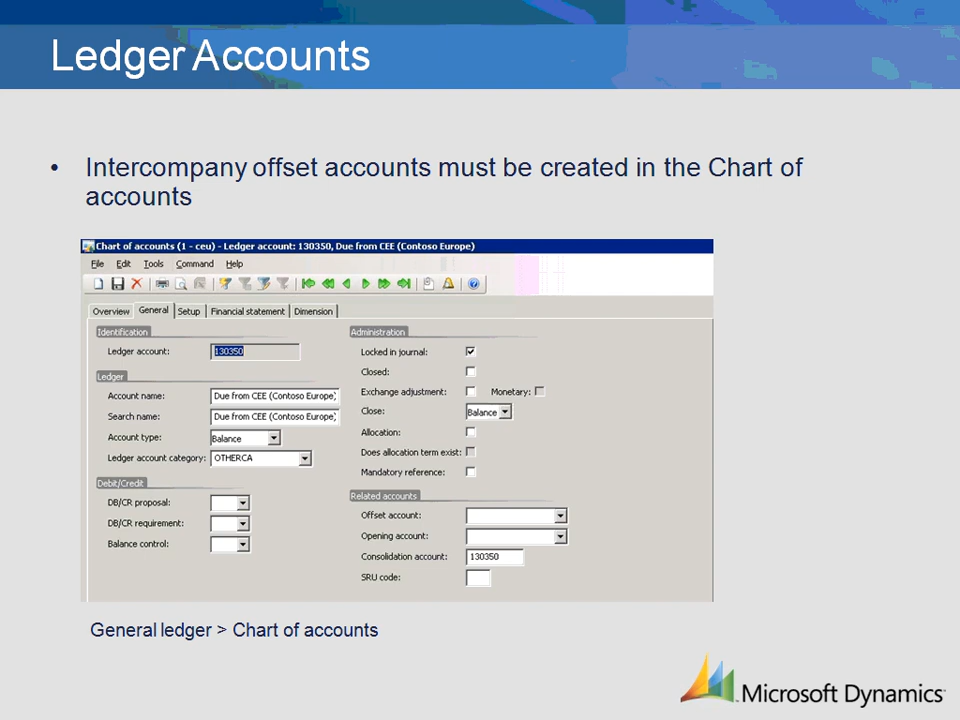 Ledger Accounts
• Intercompany offset accounts must be created in the Chart of
accounts
Chart of accounts (1 - ceu) - Ledger account: 130350, Due from CEE (Contoso Europe)
File Edit Tools Command Help
Overview General Setup Financial statement Dimension
Identification
Ledger account: 130350
Ledger
Account name: Due from CEE (Contoso Europe)
Search name: Due from CEE (Contoso Europe)
Account type: Balance
Ledger account category: OTHERCA
Debit/Credit
DB/CR proposal:
DB/CR requirement:
Balance control:
Administration
Locked in journal:
Closed:
Exchange adjustment: Monetary:
Close: Balance
Allocation:
Does allocation term exist:
Mandatory reference:
Related accounts
Offset account:
Opening account:
Consolidation account: 130350
SRU code:
General ledger > Chart of accounts
Microsoft Dynamics